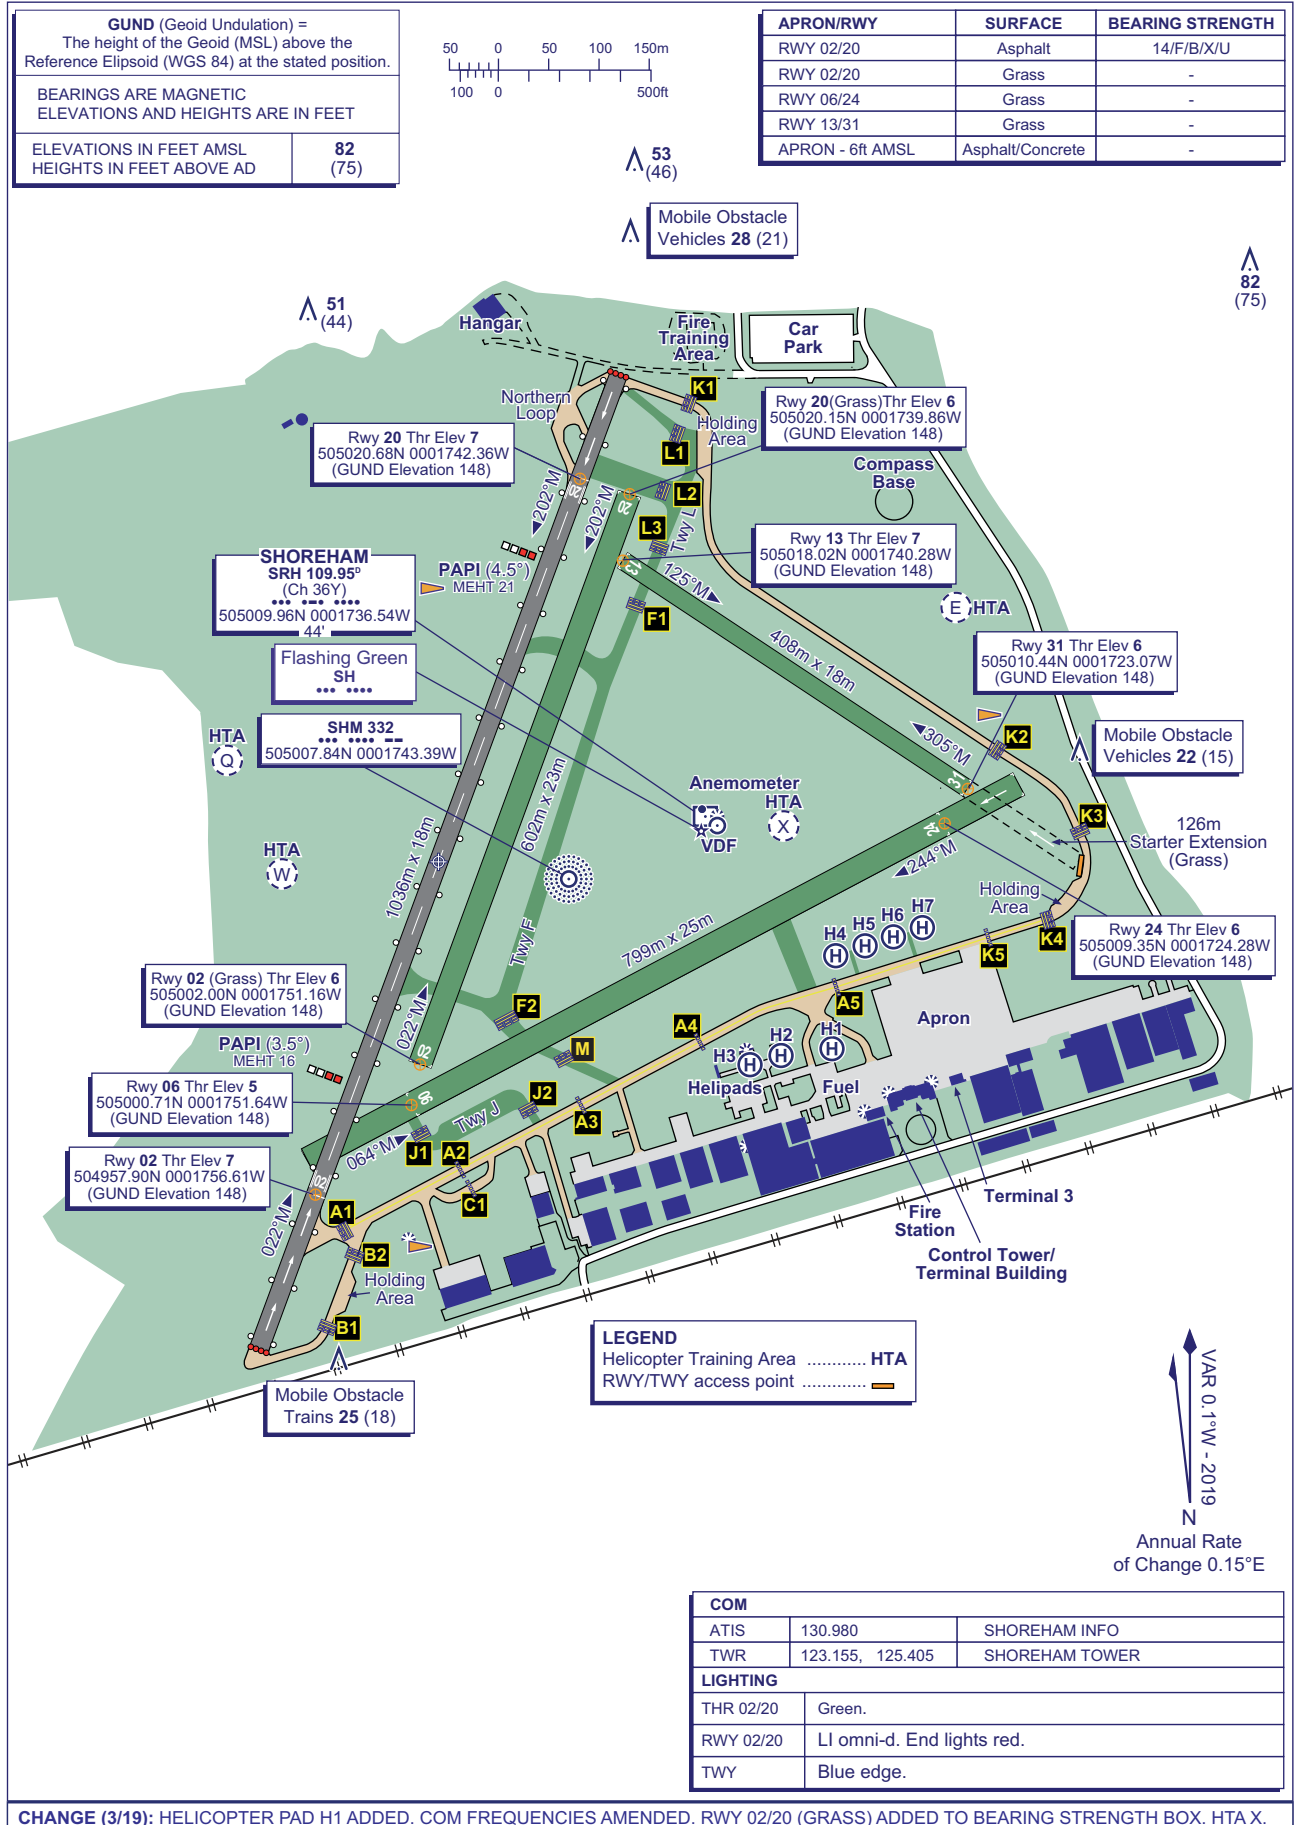 GUND (Geoid Undulation) =
The height of the Geoid (MSL) above the
Reference Elipsoid (WGS 84) at the stated position.
BEARINGS ARE MAGNETIC
ELEVATIONS AND HEIGHTS ARE IN FEET
ELEVATIONS IN FEET AMSL 82
HEIGHTS IN FEET ABOVE AD (75)
50 0 50 100 150m
100 0 500ft
APRON/RWY SURFACE BEARING STRENGTH
RWY 02/20 Asphalt 14/F/B/X/U
RWY 02/20 Grass -
RWY 06/24 Grass -
RWY 13/31 Grass -
APRON - 6ft AMSL Asphalt/Concrete -
53
(46)
Mobile Obstacle
Vehicles 28 (21)
82
(75)
51
(44)
Hangar
Fire
Training
Area
Car
Park
Northern
Loop
K1
Holding
Area
L1
Rwy 20(Grass)Thr Elev 6
505020.15N 0001739.86W
(GUND Elevation 148)
Rwy 20 Thr Elev 7
505020.68N 0001742.36W
(GUND Elevation 148)
Compass
Base
20
202°M
20
202°M
L2
L3
Twy L
Rwy 13 Thr Elev 7
505018.02N 0001740.28W
(GUND Elevation 148)
SHOREHAM
SRH 109.95D
(Ch 36Y)
505009.96N 0001736.54W
44'
PAPI (4.5°)
MEHT 21
13
125°M
F1
E HTA
408m x 18m
Rwy 31 Thr Elev 6
505010.44N 0001723.07W
(GUND Elevation 148)
Flashing Green
SH
SHM 332
505007.84N 0001743.39W
HTA
Q
K2
305°M
31
Mobile Obstacle
Vehicles 22 (15)
Anemometer
HTA
X
VDF
602m x 23m
1036m x 18m
HTA
W
24
244°M
K3
126m
Starter Extension
(Grass)
Holding
Area
K4
K5
Rwy 24 Thr Elev 6
505009.35N 0001724.28W
(GUND Elevation 148)
H7
H
H6
H
H5
H
H4
H
799m x 25m
Twy F
Rwy 02 (Grass) Thr Elev 6
505002.00N 0001751.16W
(GUND Elevation 148)
022°M
02
F2
A5
A4
Apron
M
H1
H
H2
H
H3
H
Helipads
Fuel
PAPI (3.5°)
MEHT 16
Rwy 06 Thr Elev 5
505000.71N 0001751.64W
(GUND Elevation 148)
06
J2
Twy J
A3
J1
064°M
A2
C1
Rwy 02 Thr Elev 7
504957.90N 0001756.61W
(GUND Elevation 148)
02
022°M
A1
B2
Holding
Area
B1
Terminal 3
Fire
Station
Control Tower/
Terminal Building
Mobile Obstacle
Trains 25 (18)
LEGEND
Helicopter Training Area ............ HTA
RWY/TWY access point .............
VAR 0.1°W - 2019
N
Annual Rate
of Change 0.15°E
COM
ATIS 130.980 SHOREHAM INFO
TWR 123.155, 125.405 SHOREHAM TOWER
LIGHTING
THR 02/20 Green.
RWY 02/20 LI omni-d. End lights red.
TWY Blue edge.
CHANGE (3/19): HELICOPTER PAD H1 ADDED. COM FREQUENCIES AMENDED. RWY 02/20 (GRASS) ADDED TO BEARING STRENGTH BOX. HTA X.